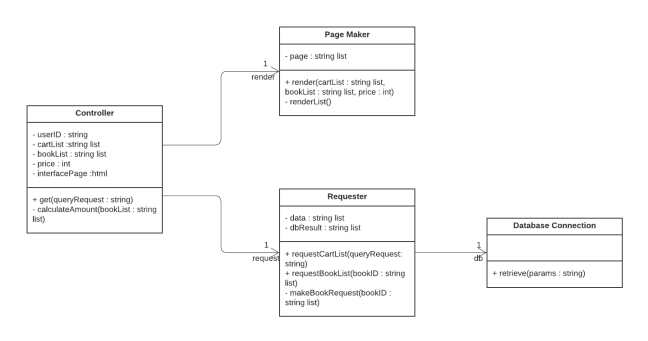 Page Maker
- page : string list
+ render(cartList : string list,
bookList : string list, price : int)
- renderList()
1
render
Controller
- userID : string
- cartList :string list
- bookList : string list
- price : int
- interfacePage :html
+ get(queryRequest : string)
- calculateAmount(bookList : string
list)
1
request
Requester
- data : string list
- dbResult : string list
+ requestCartList(queryRequest:
string)
+ requestBookList(bookID : string
list)
- makeBookRequest(bookID :
string list)
1
db
Database Connection
+ retrieve(params : string)